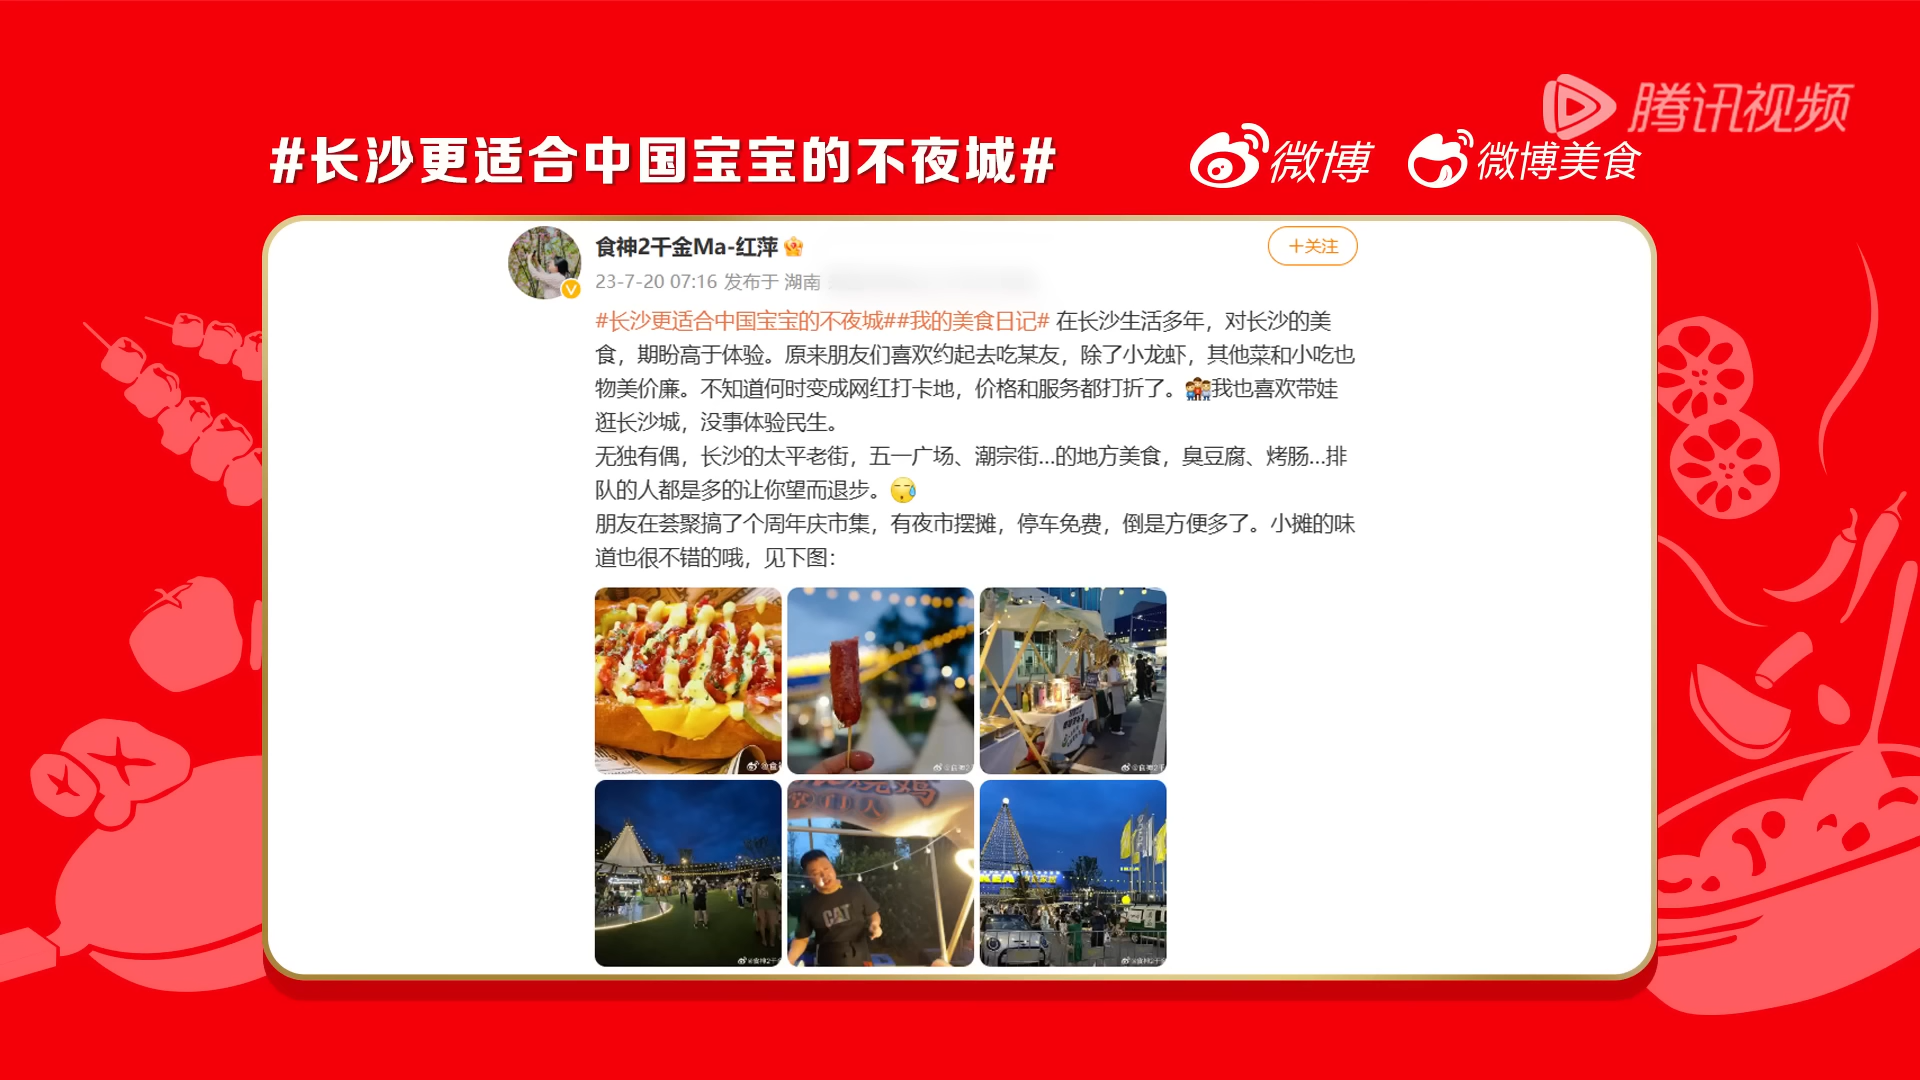 腾讯视频
#长沙更适合中国宝宝的不夜城#
微博
微博美食
食神2千金Ma-红萍
+关注
23-7-20 07:16 发布于 湖南
#长沙更适合中国宝宝的不夜城##我的美食日记# 在长沙生活多年，对长沙的美
食，期盼高于体验。原来朋友们喜欢约起去吃某友，除了小龙虾，其他菜和小吃也
物美价廉。不知道何时变成网红打卡地，价格和服务都打折了。我也喜欢带娃
逛长沙城，没事体验民生。
无独有偶，长沙的太平老街，五一广场、潮宗街...的地方美食，臭豆腐、烤肠...排
队的人都是多的让你望而退步。
朋友在荟聚搞了个周年庆市集，有夜市摆摊，停车免费，倒是方便多了。小摊的味
道也很不错的哦，见下图：
CAT
IKEA